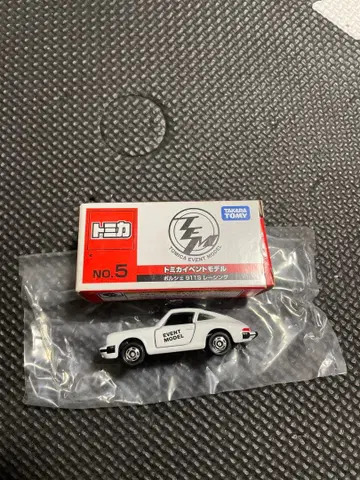 トミカ
TEM
TOMICA EVENT MODEL
TAKARA
TOMY
NO.5
トミカイベントモデル
ポルシェ 911S レーシング
EVENT
MODEL